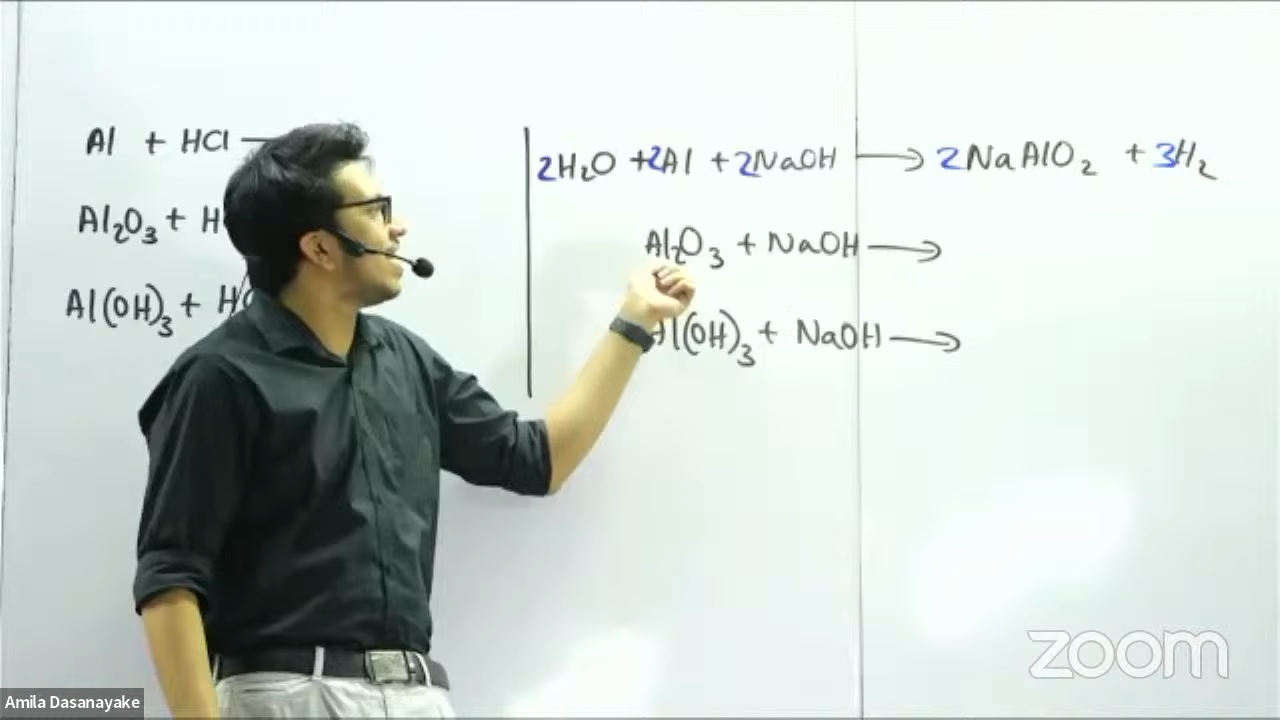 Al + HCl
Al₂O₃ + H
Al(OH)₃ + HC
2H₂O + 2Al + 2NaOH → 2NaAlO₂ + 3H₂
Al₂O₃ + NaOH →
Al(OH)₃ + NaOH →
zoom
Amila Dasanayake